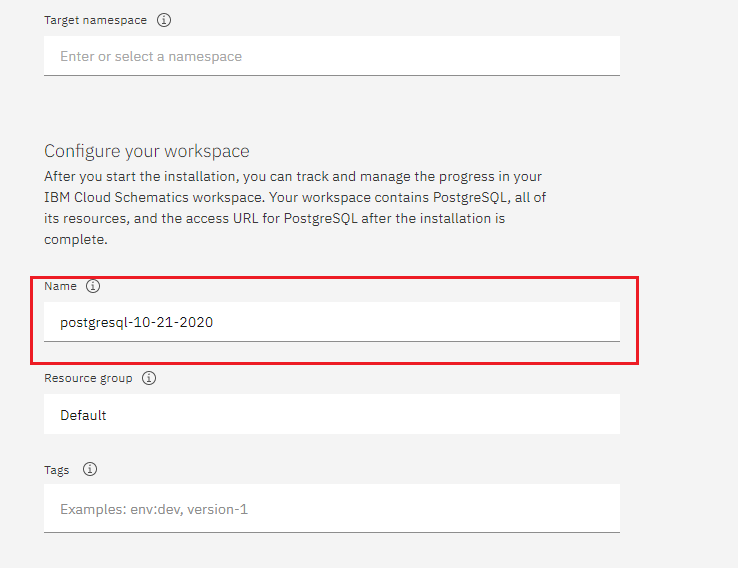 Target namespace
Enter or select a namespace
Configure your workspace
After you start the installation, you can track and manage the progress in your
IBM Cloud Schematics workspace. Your workspace contains PostgreSQL, all of
its resources, and the access URL for PostgreSQL after the installation is
complete.
Name
postgresql-10-21-2020
Resource group
Default
Tags
Examples: env:dev, version-1